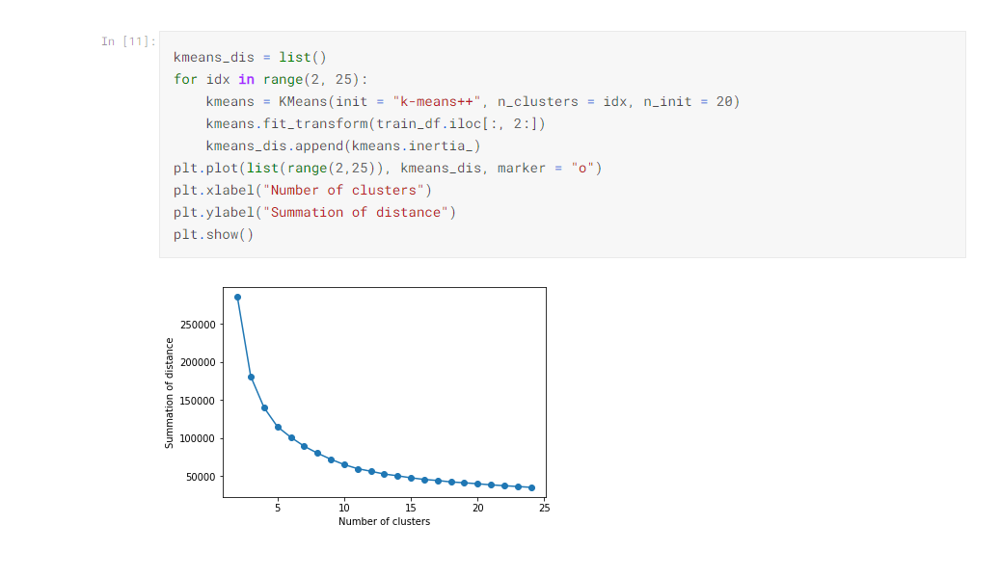 In [11]:
kmeans_dis = list()
for idx in range(2, 25):
    kmeans = KMeans(init = "k-means++", n_clusters = idx, n_init = 20)
    kmeans.fit_transform(train_df.iloc[:, 2:])
    kmeans_dis.append(kmeans.inertia_)
plt.plot(list(range(2,25)), kmeans_dis, marker = "o")
plt.xlabel("Number of clusters")
plt.ylabel("Summation of distance")
plt.show()
Summation of distance
250000
200000
150000
100000
50000
5 10 15 20 25
Number of clusters